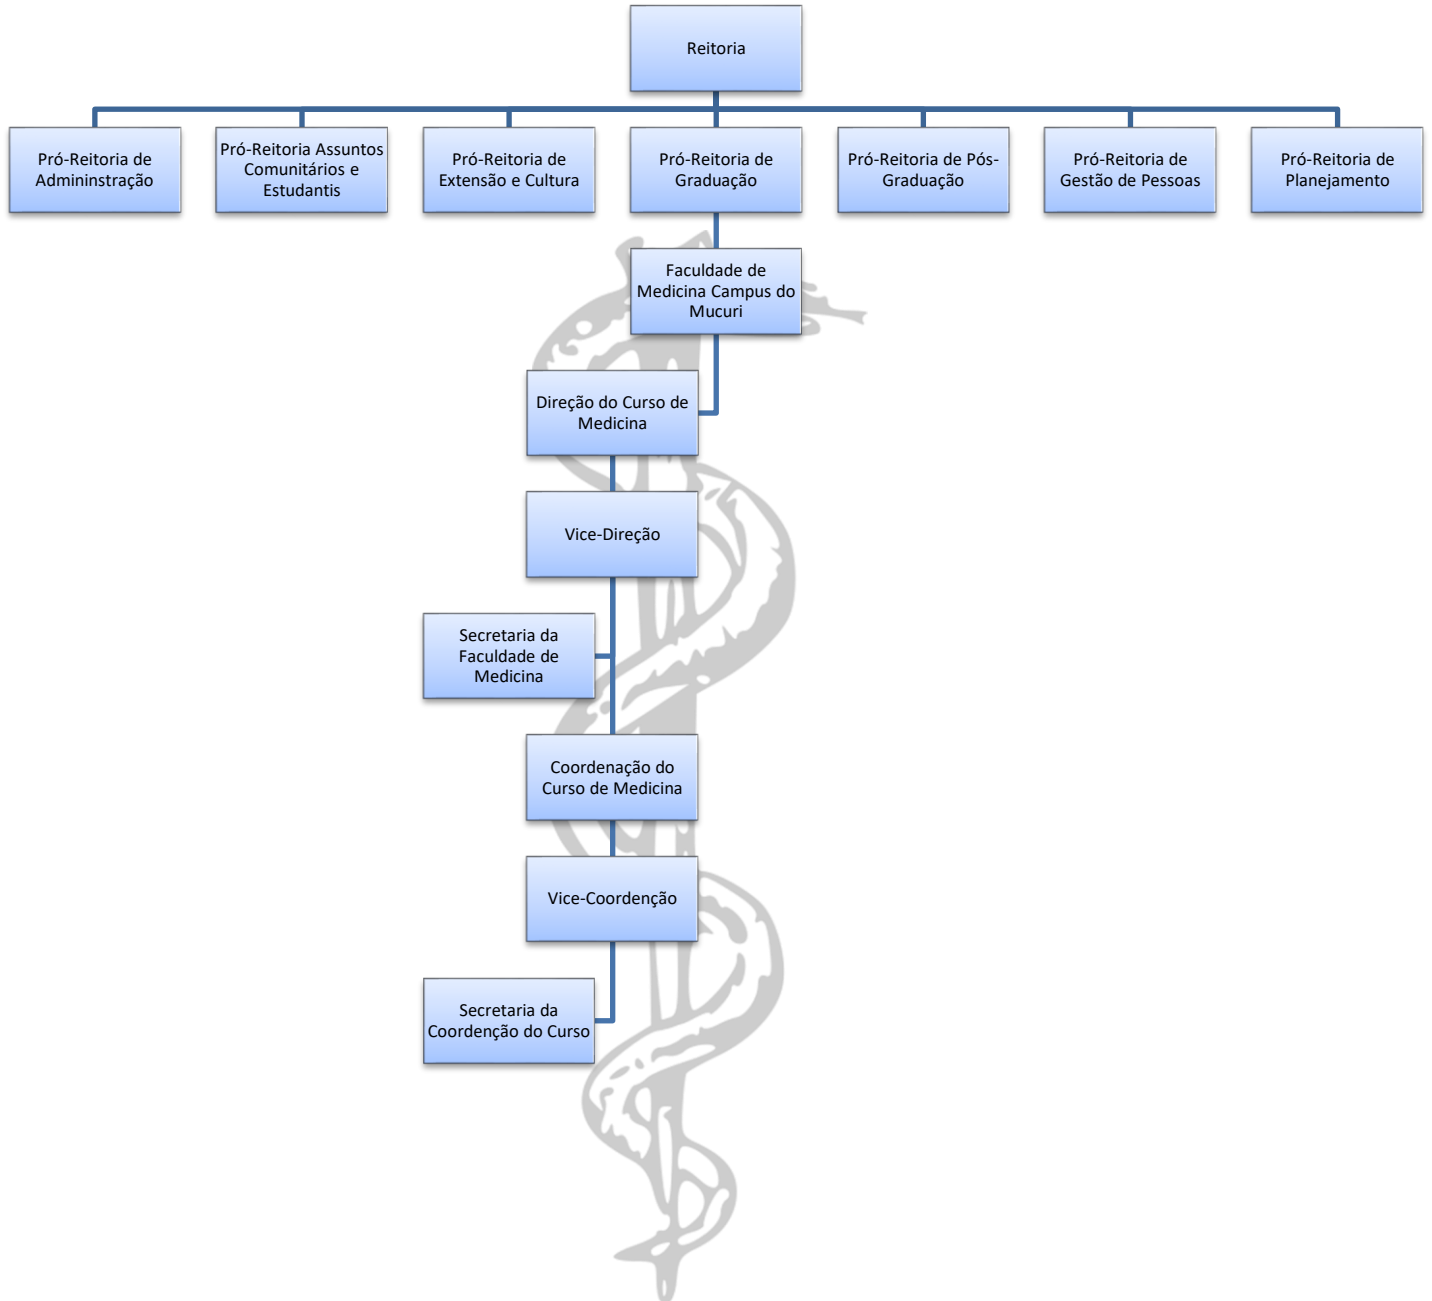 Reitoria
Pró-Reitoria de
Admininstração
Pró-Reitoria Assuntos
Comunitários e
Estudantis
Pró-Reitoria de
Extensão e Cultura
Pró-Reitoria de
Graduação
Pró-Reitoria de Pós-
Graduação
Pró-Reitoria de
Gestão de Pessoas
Pró-Reitoria de
Planejamento
Faculdade de
Medicina Campus do
Mucuri
Direção do Curso de
Medicina
Vice-Direção
Secretaria da
Faculdade de
Medicina
Coordenação do
Curso de Medicina
Vice-Coordenção
Secretaria da
Coordenção do Curso